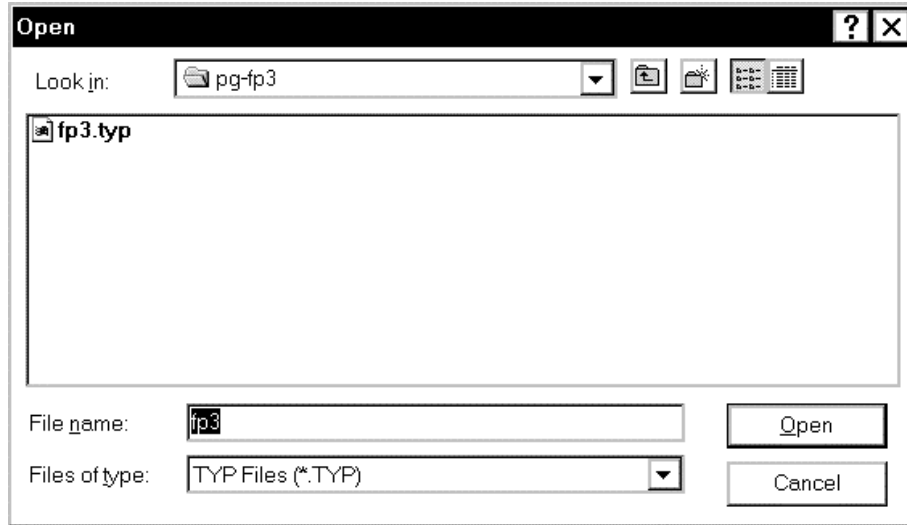 Open
Look in:
pg-fp3
fp3.typ
File name:
fp3
Open
Files of type:
TYP Files (*.TYP)
Cancel